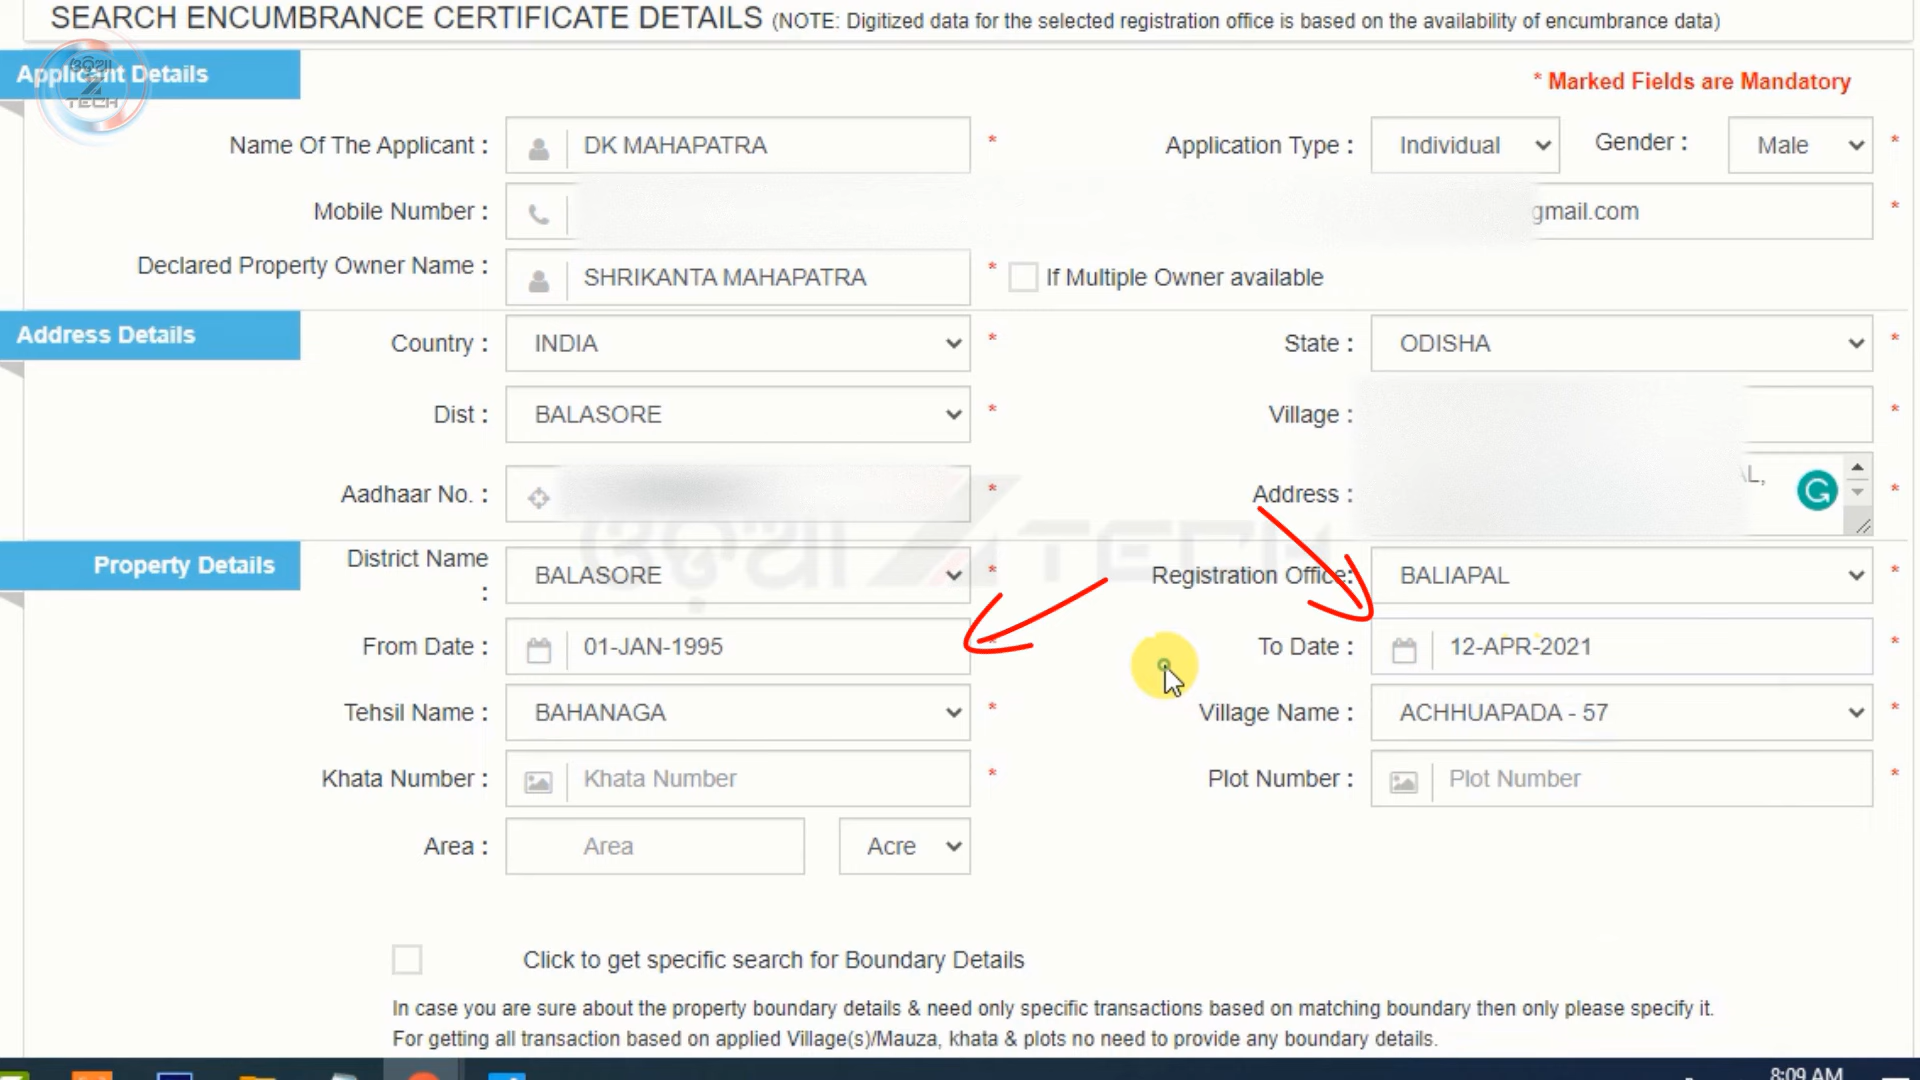 SEARCH ENCUMBRANCE CERTIFICATE DETAILS (NOTE: Digitized data for the selected registration office is based on the availability of encumbrance data)
Applicant Details
ଓଡ଼ିଆ
Z
TECH
* Marked Fields are Mandatory
Name Of The Applicant : DK MAHAPATRA * Application Type : Individual Gender : Male *
Mobile Number : gmail.com *
Declared Property Owner Name : SHRIKANTA MAHAPATRA * If Multiple Owner available
Address Details
Country : INDIA * State : ODISHA *
Dist : BALASORE * Village : *
Aadhaar No. : * Address : *
ଓଡ଼ିଆ Z TECH
Property Details
District Name : BALASORE * Registration Office: BALIAPAL
From Date : 01-JAN-1995 * To Date : 12-APR-2021 *
Tehsil Name : BAHANAGA * Village Name : ACHHUAPADA - 57 *
Khata Number : Khata Number * Plot Number : Plot Number *
Area : Area Acre
Click to get specific search for Boundary Details
In case you are sure about the property boundary details & need only specific transactions based on matching boundary then only please specify it.
For getting all transaction based on applied Village(s)/Mauza, khata & plots no need to provide any boundary details.
8:09 AM